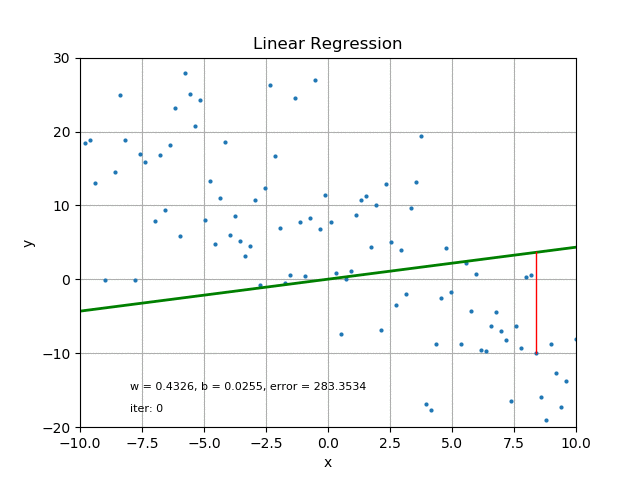 Linear Regression
30
20
10
0
−10
−20
y
w = 0.4326, b = 0.0255, error = 283.3534
iter: 0
−10.0 −7.5 −5.0 −2.5 0.0 2.5 5.0 7.5 10.0
x